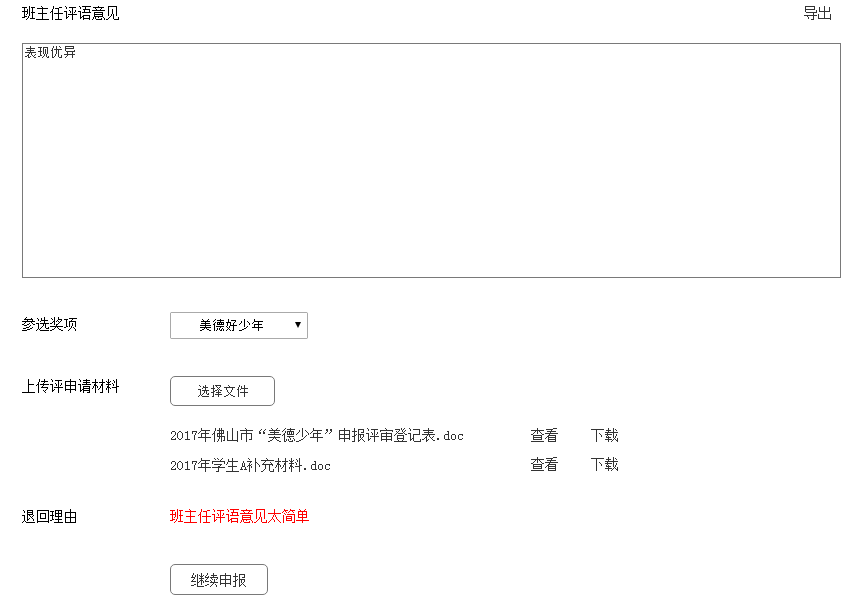 班主任评语意见 导出
表现优异
参选奖项 美德好少年 ▼
上传评申请材料 选择文件
2017年佛山市“美德少年”申报评审登记表.doc 查看 下载
2017年学生A补充材料.doc 查看 下载
退回理由 班主任评语意见太简单
继续申报